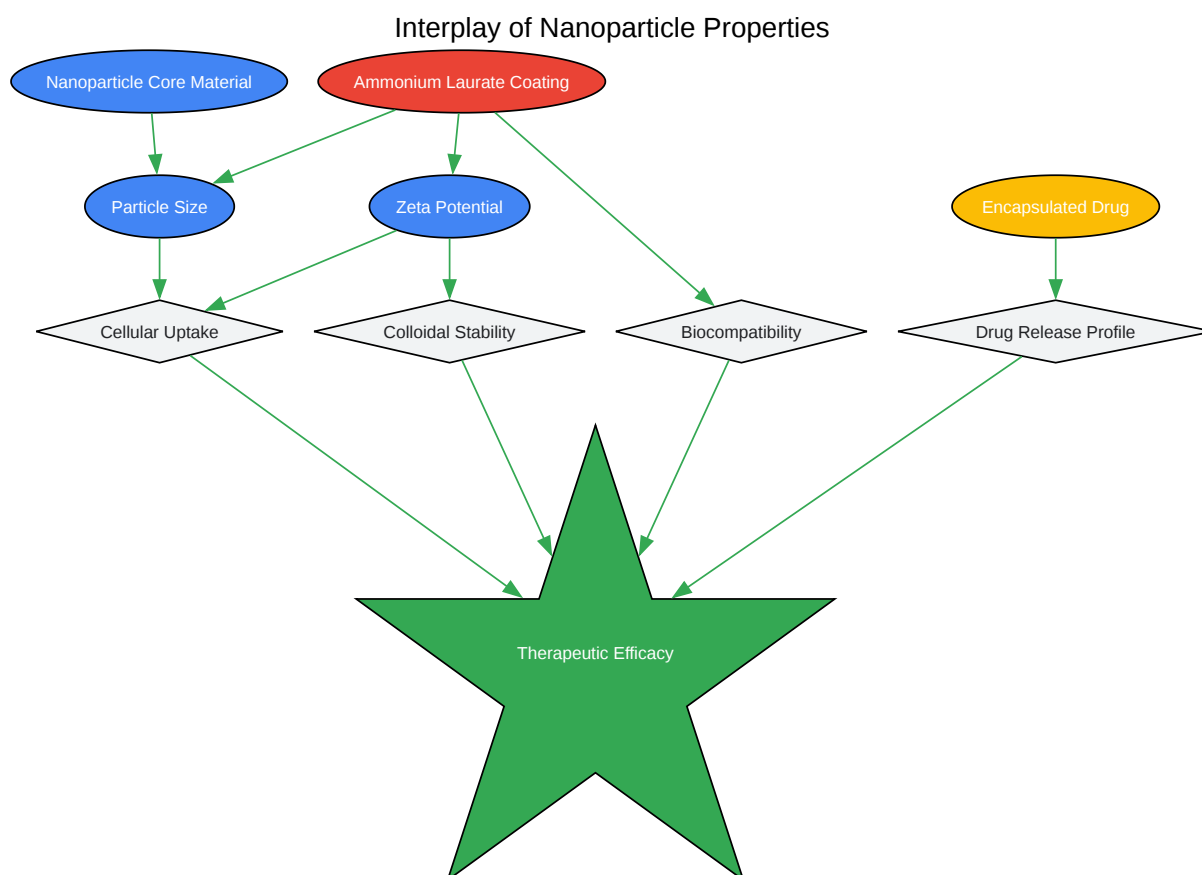 Interplay of Nanoparticle Properties
Nanoparticle Core Material
Ammonium Laurate Coating
Particle Size
Zeta Potential
Encapsulated Drug
Cellular Uptake
Colloidal Stability
Biocompatibility
Drug Release Profile
Therapeutic Efficacy